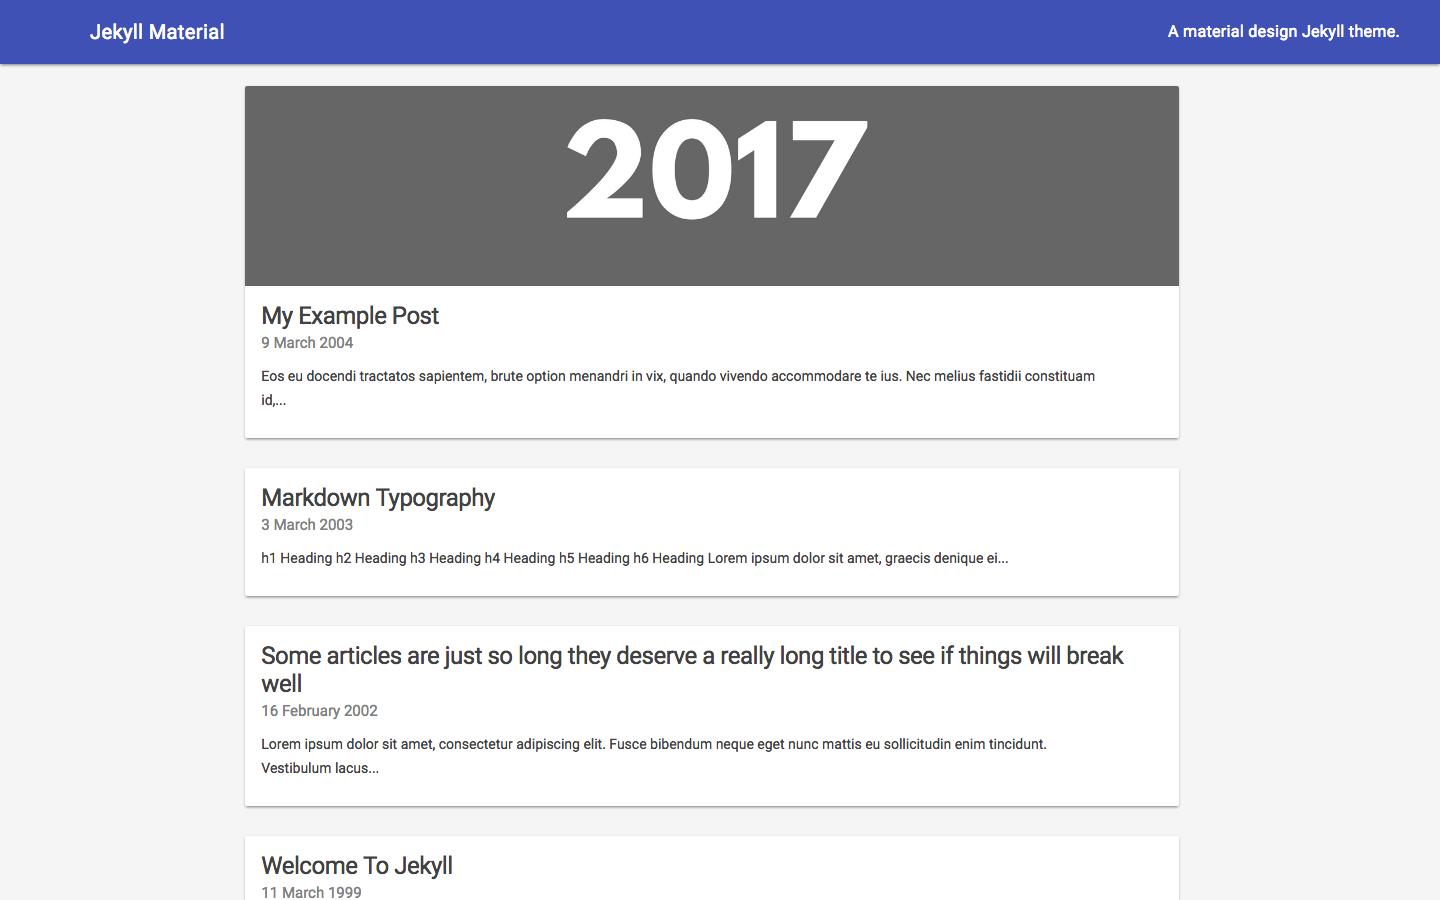 Jekyll Material
A material design Jekyll theme.
2017
My Example Post
9 March 2004
Eos eu docendi tractatos sapientem, brute option menandri in vix, quando vivendo accommodare te ius. Nec melius fastidii constituam
id,...
Markdown Typography
3 March 2003
h1 Heading h2 Heading h3 Heading h4 Heading h5 Heading h6 Heading Lorem ipsum dolor sit amet, graecis denique ei...
Some articles are just so long they deserve a really long title to see if things will break
well
16 February 2002
Lorem ipsum dolor sit amet, consectetur adipiscing elit. Fusce bibendum neque eget nunc mattis eu sollicitudin enim tincidunt.
Vestibulum lacus...
Welcome To Jekyll
11 March 1999